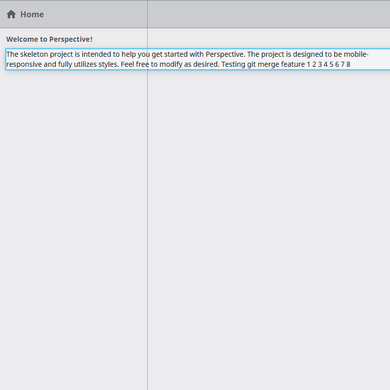 Home
Welcome to Perspective!
The skeleton project is intended to help you get started with Perspective. The project is designed to be mobile-
responsive and fully utilizes styles. Feel free to modify as desired. Testing git merge feature 1 2 3 4 5 6 7 8